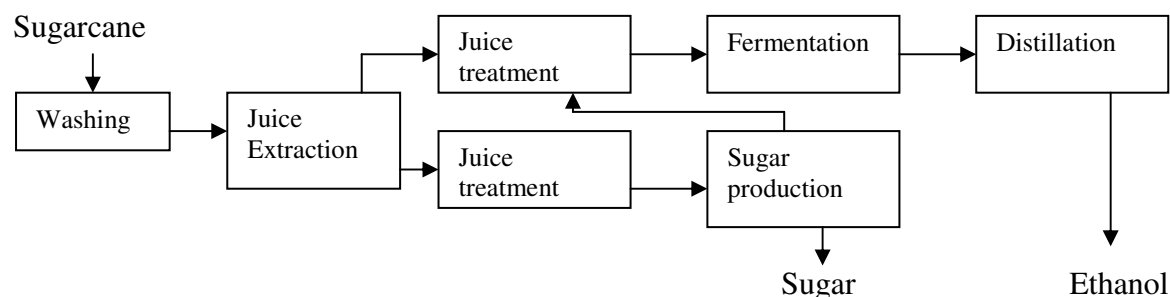 Sugarcane
Washing
Juice
Extraction
Juice
treatment
Fermentation
Distillation
Juice
treatment
Sugar
production
Sugar
Ethanol